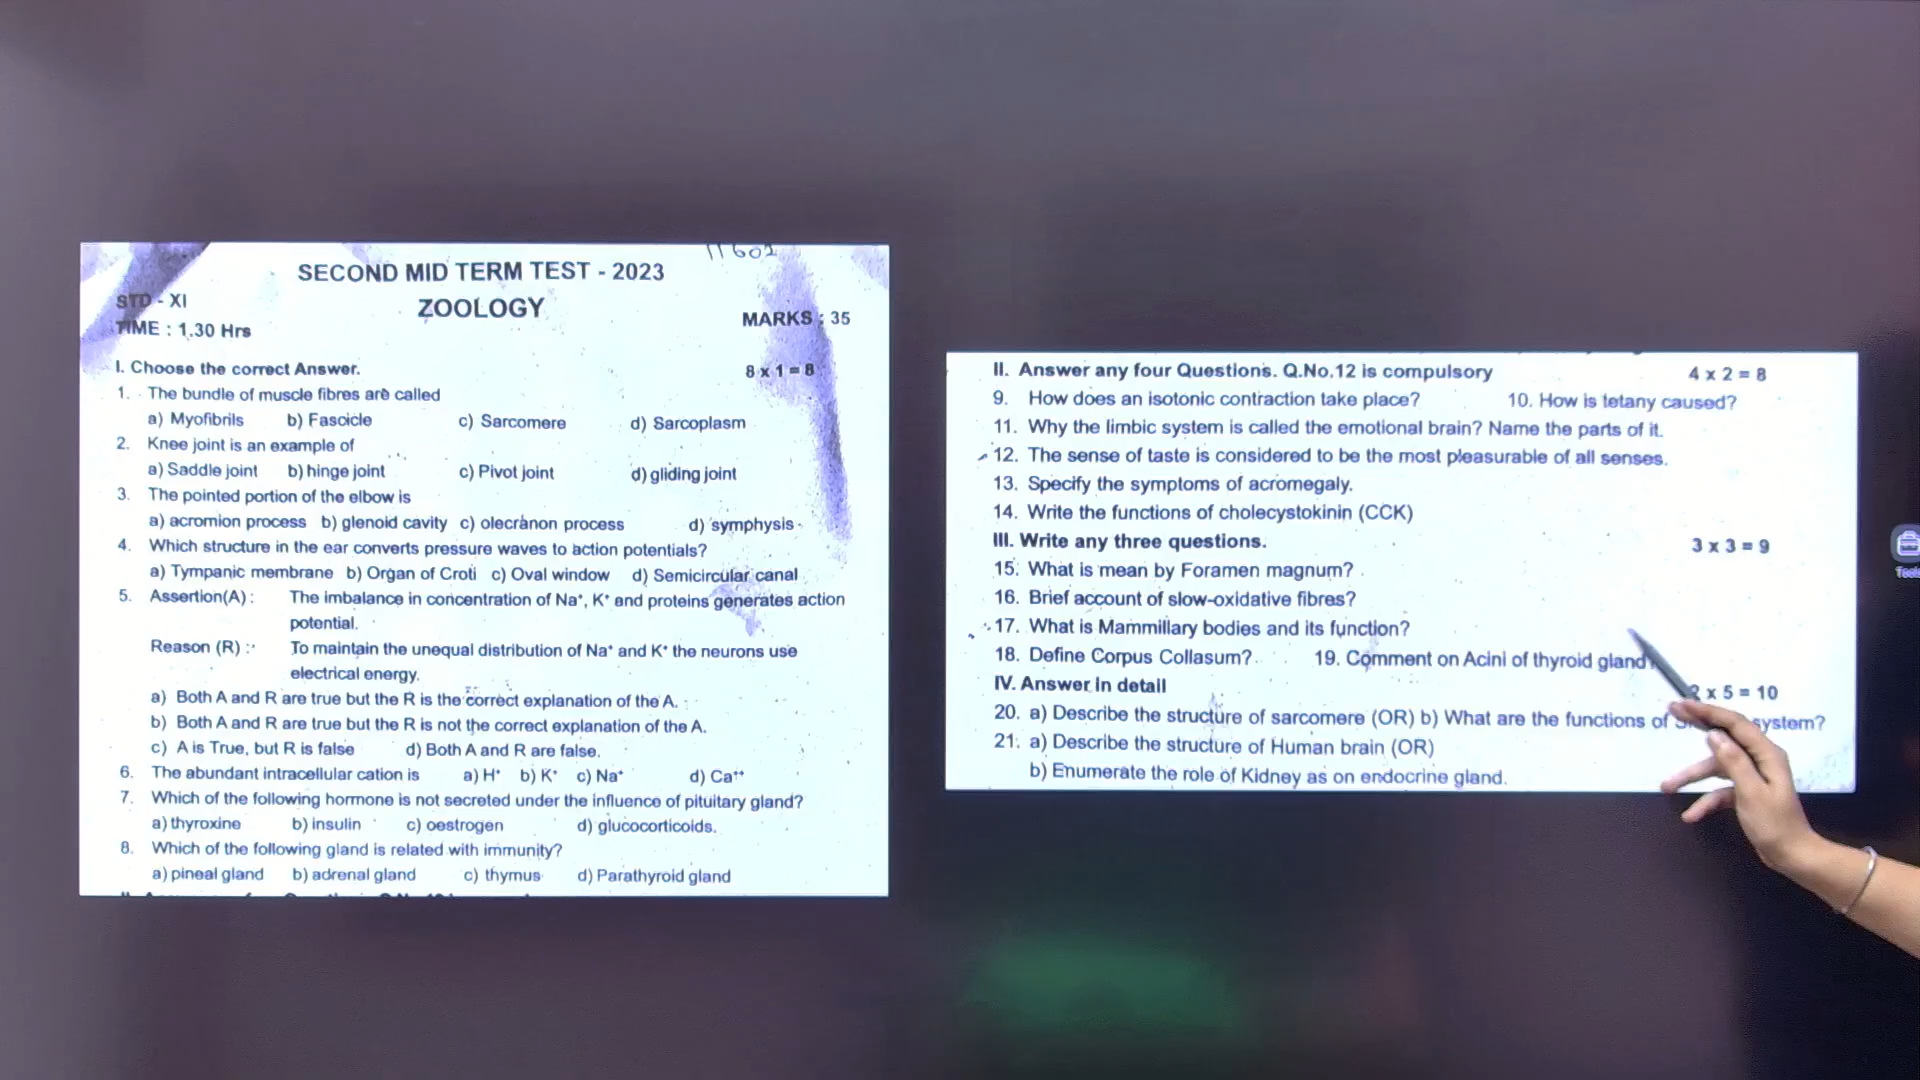 11602
SECOND MID TERM TEST - 2023
STD - XI
ZOOLOGY
TIME : 1.30 Hrs
MARKS : 35
I. Choose the correct Answer.
8 x 1 = 8
1. The bundle of muscle fibres are called
a) Myofibrils b) Fascicle c) Sarcomere d) Sarcoplasm
2. Knee joint is an example of
a) Saddle joint b) hinge joint c) Pivot joint d) gliding joint
3. The pointed portion of the elbow is
a) acromion process b) glenoid cavity c) olecranon process d) symphysis
4. Which structure in the ear converts pressure waves to action potentials?
a) Tympanic membrane b) Organ of Croti c) Oval window d) Semicircular canal
5. Assertion(A) : The imbalance in concentration of Na⁺, K⁺ and proteins generates action
potential.
Reason (R) : To maintain the unequal distribution of Na⁺ and K⁺ the neurons use
electrical energy.
a) Both A and R are true but the R is the correct explanation of the A.
b) Both A and R are true but the R is not the correct explanation of the A.
c) A is True, but R is false d) Both A and R are false.
6. The abundant intracellular cation is a) H⁺ b) K⁺ c) Na⁺ d) Ca⁺⁺
7. Which of the following hormone is not secreted under the influence of pituitary gland?
a) thyroxine b) insulin c) oestrogen d) glucocorticoids.
8. Which of the following gland is related with immunity?
a) pineal gland b) adrenal gland c) thymus d) Parathyroid gland
II. Answer any four Questions. Q.No.12 is compulsory 4 x 2 = 8
9. How does an isotonic contraction take place? 10. How is tetany caused?
11. Why the limbic system is called the emotional brain? Name the parts of it.
12. The sense of taste is considered to be the most pleasurable of all senses.
13. Specify the symptoms of acromegaly.
14. Write the functions of cholecystokinin (CCK)
III. Write any three questions. 3 x 3 = 9
15. What is mean by Foramen magnum?
16. Brief account of slow-oxidative fibres?
17. What is Mammillary bodies and its function?
18. Define Corpus Collasum? 19. Comment on Acini of thyroid gland
IV. Answer in detail 2 x 5 = 10
20. a) Describe the structure of sarcomere (OR) b) What are the functions of system?
21. a) Describe the structure of Human brain (OR)
b) Enumerate the role of Kidney as on endocrine gland.
Tools